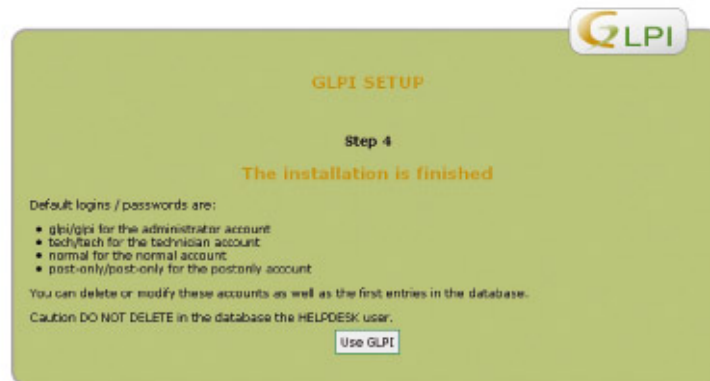 GLPI
GLPI SETUP
Step 4
The installation is finished
Default logins / passwords are:
• glpi/glpi for the administrator account
• tech/tech for the technician account
• normal for the normal account
• post-only/post-only for the postonly account
You can delete or modify these accounts as well as the first entries in the database.
Caution DO NOT DELETE in the database the HELPDESK user.
Use GLPI